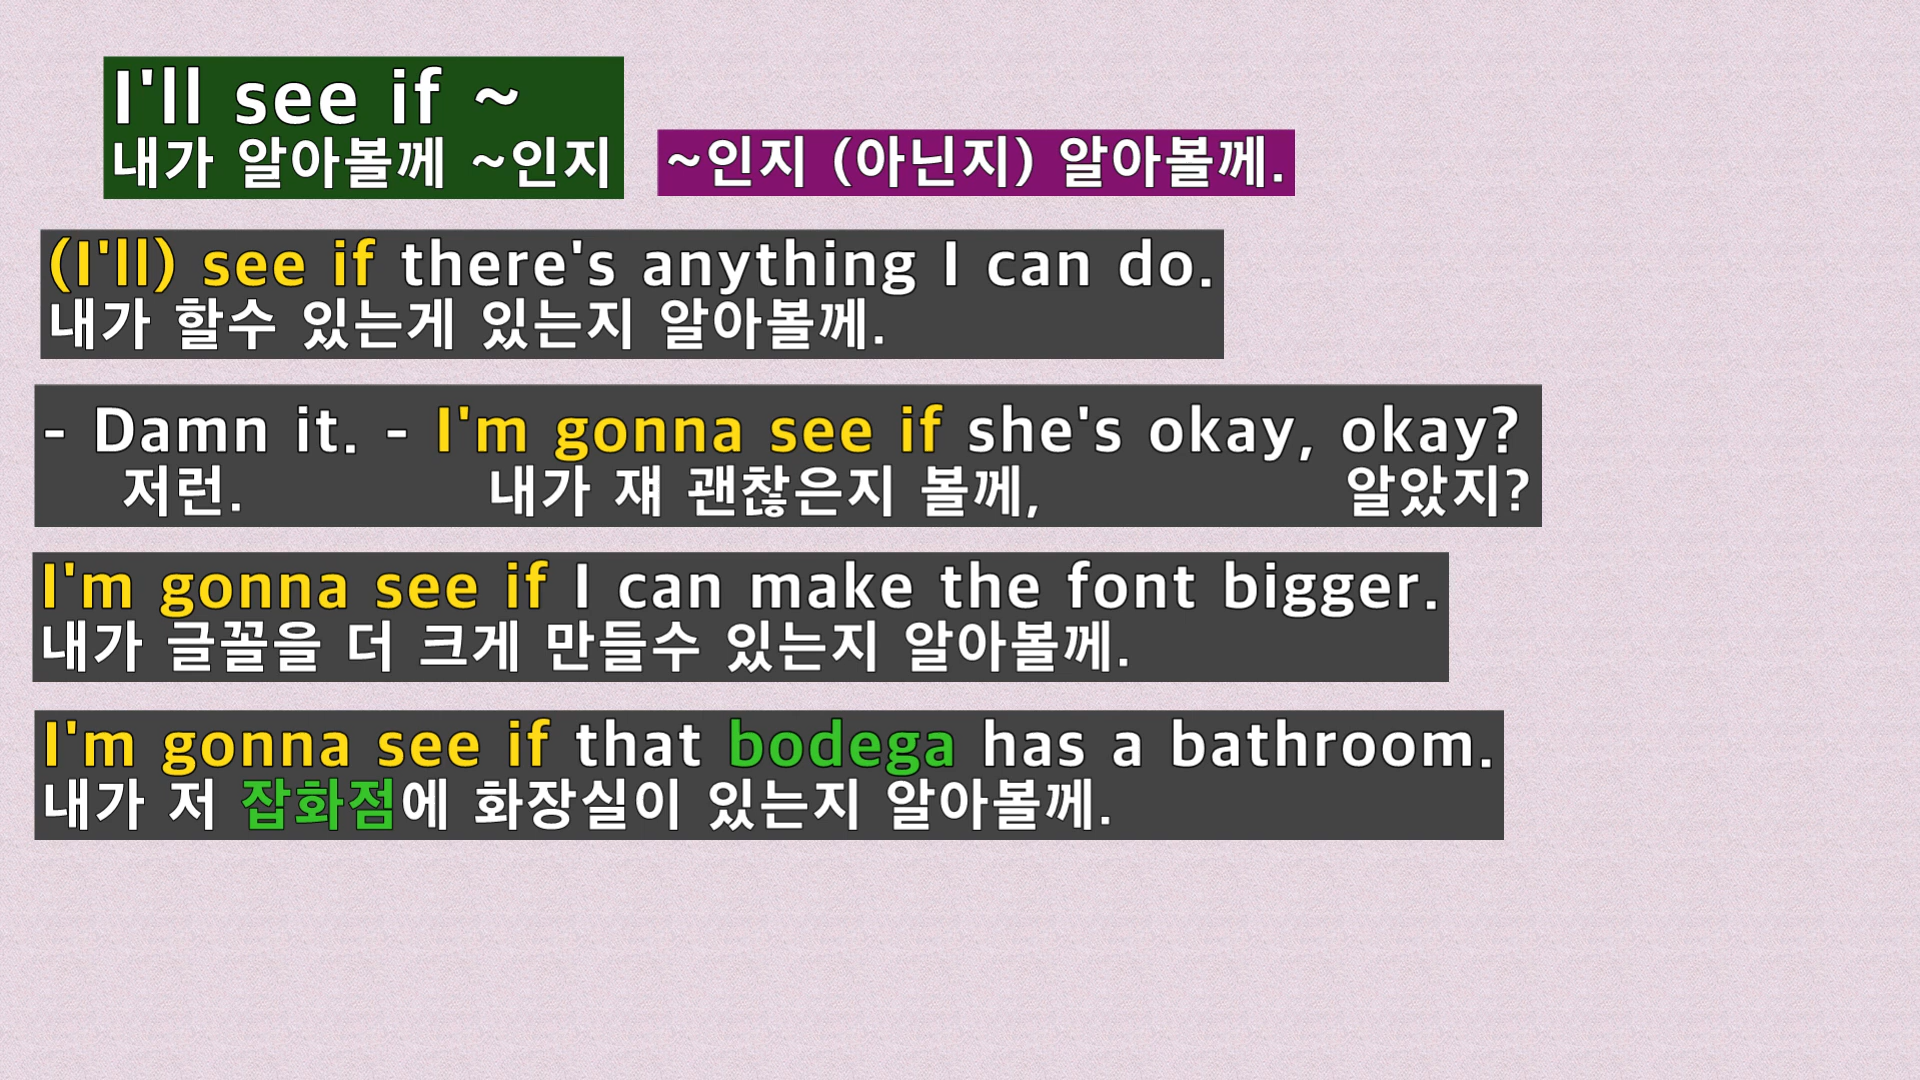 I'll see if ~
내가 알아볼께 ~인지
~인지 (아닌지) 알아볼께.
(I'll) see if there's anything I can do.
내가 할수 있는게 있는지 알아볼께.
- Damn it. - I'm gonna see if she's okay, okay?
저런. 내가 쟤 괜찮은지 볼께, 알았지?
I'm gonna see if I can make the font bigger.
내가 글꼴을 더 크게 만들수 있는지 알아볼께.
I'm gonna see if that bodega has a bathroom.
내가 저 잡화점에 화장실이 있는지 알아볼께.